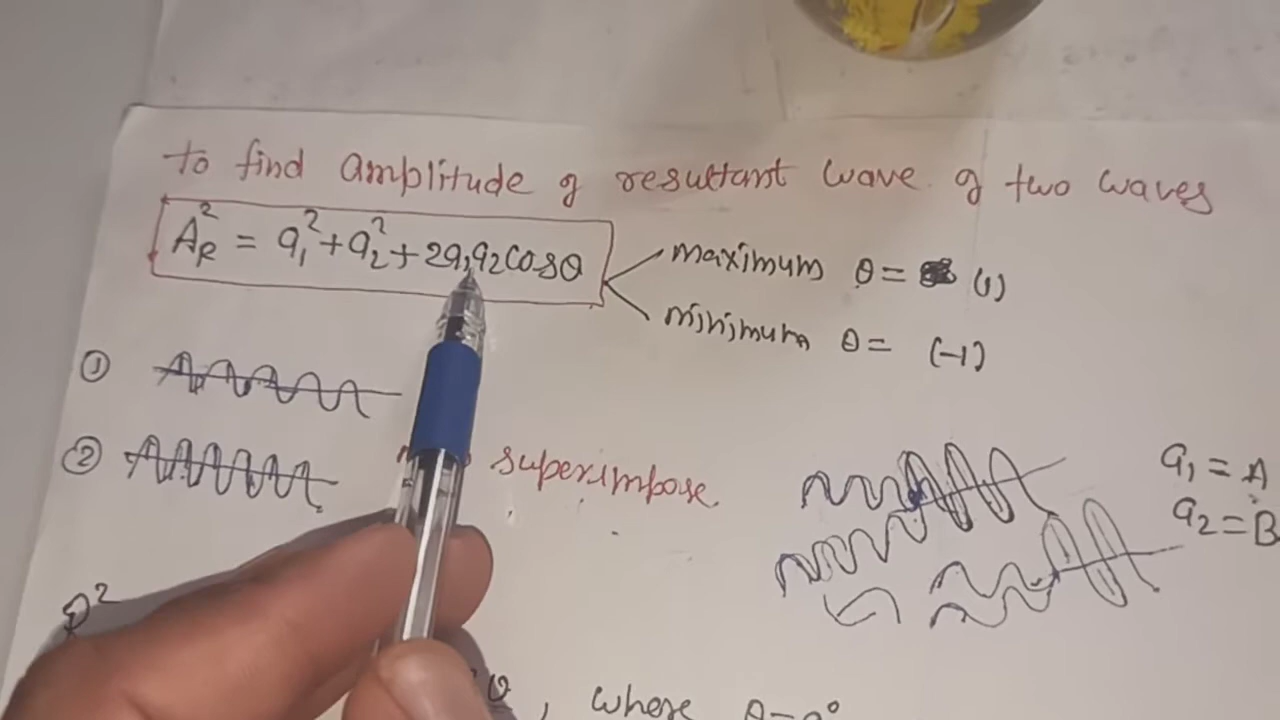 to find amplitude of resultant wave of two waves
A_R² = a₁² + a₂² + 2a₁a₂cosθ
maximum θ = (1)
minimum θ = (-1)
①
②
superimpose
a₁ = A
a₂ = B
, where θ=0°